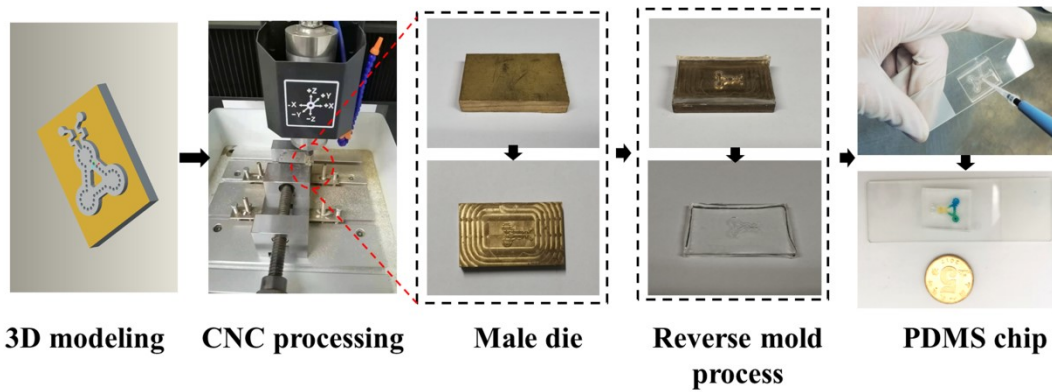 +Z
+Y
-X
+X
-Y
-Z
3D modeling
CNC processing
Male die
Reverse mold
process
PDMS chip